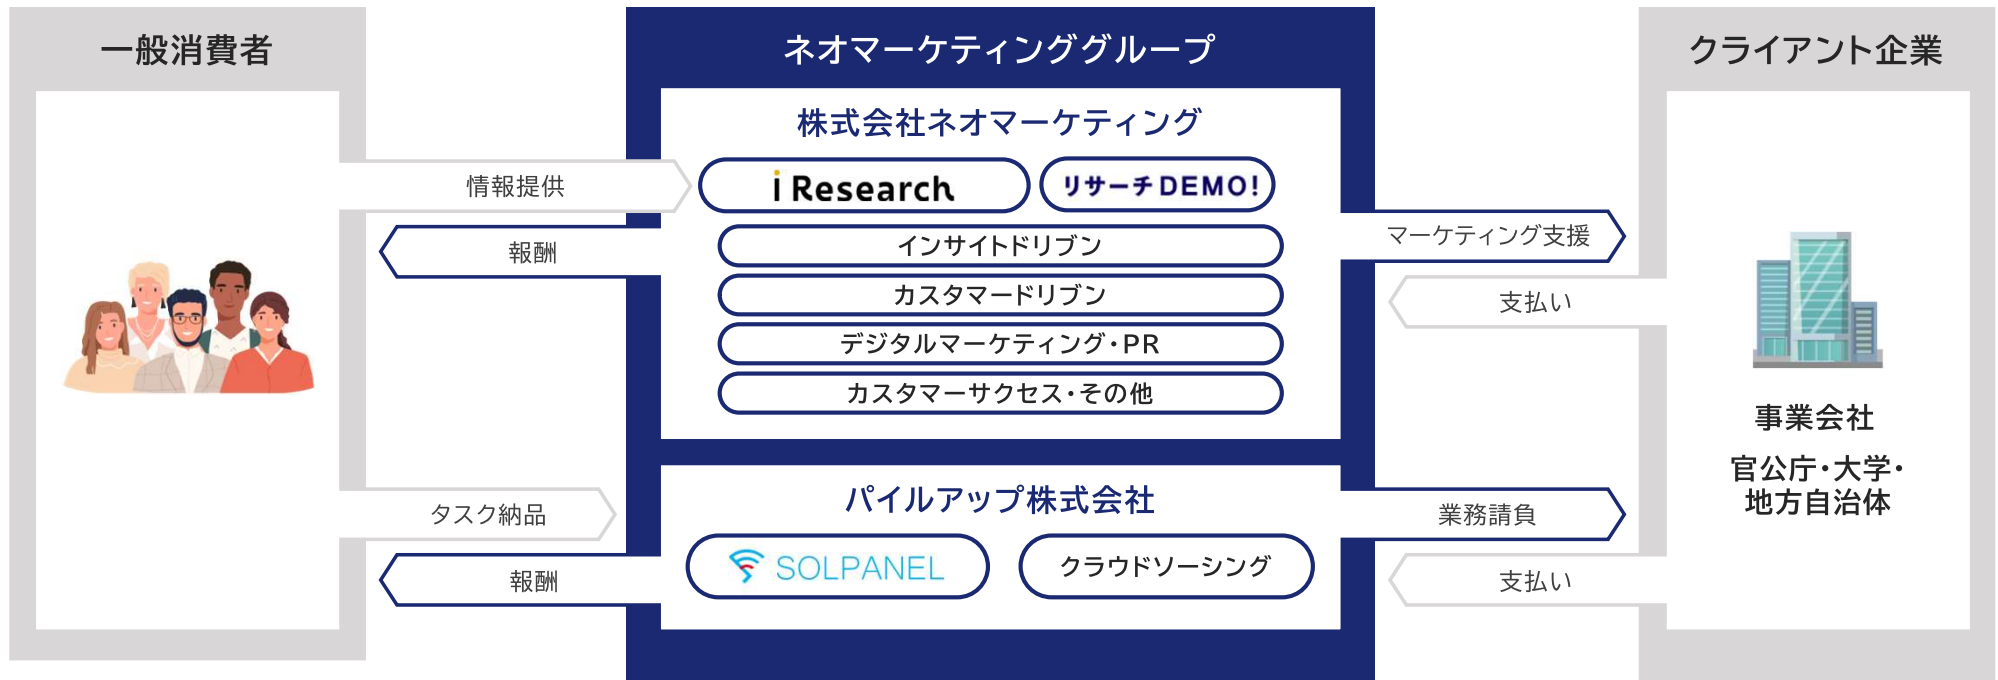 一般消費者
ネオマーケティンググループ
クライアント企業
株式会社ネオマーケティング
情報提供
i Research
リサーチDEMO!
報酬
インサイトドリブン
マーケティング支援
カスタマードリブン
支払い
デジタルマーケティング・PR
カスタマーサクセス・その他
事業会社
官公庁・大学・
地方自治体
パイルアップ株式会社
タスク納品
業務請負
SOLPANEL
クラウドソーシング
報酬
支払い